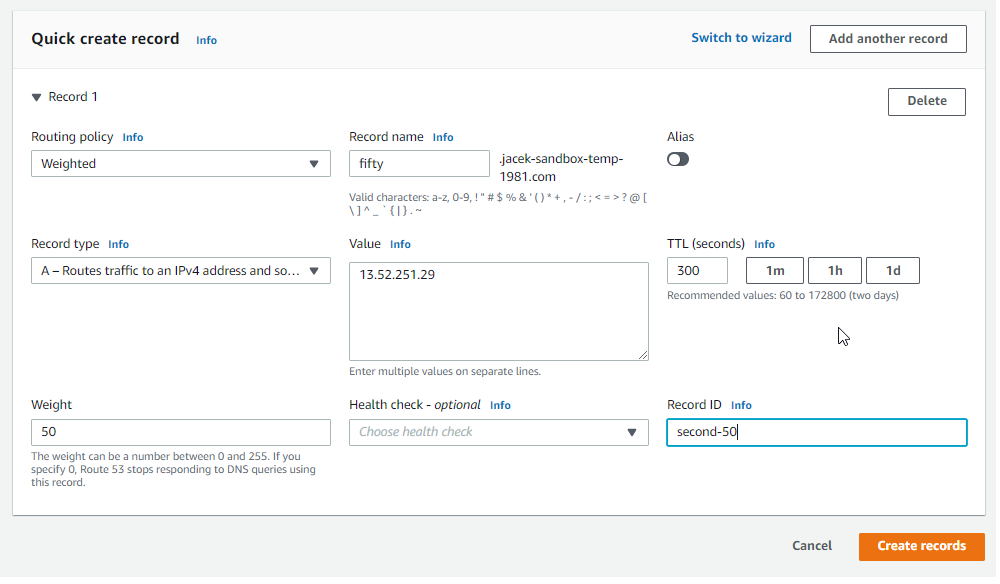 Quick create record Info Switch to wizard Add another record
Record 1 Delete
Routing policy Info
Weighted
Record name Info
fifty
.jacek-sandbox-temp-
1981.com
Valid characters: a-z, 0-9, ! " # $ % & ' ( ) * + , - / : ; < = > ? @ [
\ ] ^ _ ` { | } . ~
Alias
Record type Info
A – Routes traffic to an IPv4 address and so...
Value Info
13.52.251.29
Enter multiple values on separate lines.
TTL (seconds) Info
300 1m 1h 1d
Recommended values: 60 to 172800 (two days)
Weight
50
The weight can be a number between 0 and 255. If you
specify 0, Route 53 stops responding to DNS queries using
this record.
Health check - optional Info
Choose health check
Record ID Info
second-50
Cancel Create records